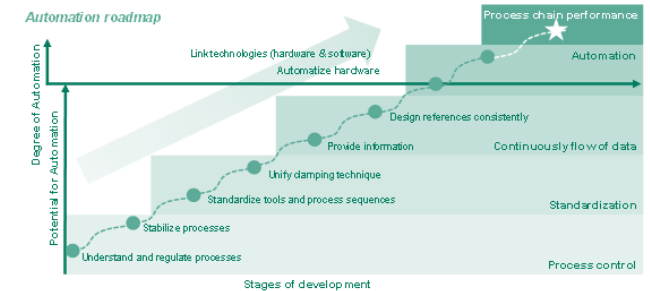 Automation roadmap
Process chain performance
Link technologies (hardware & software)
Automation
Automatize hardware
Degree of Automation
Potential for Automation
Design references consistently
Provide information
Continuously flow of data
Unify clamping technique
Standardize tools and process sequences
Standardization
Stabilize processes
Understand and regulate processes
Process control
Stages of development